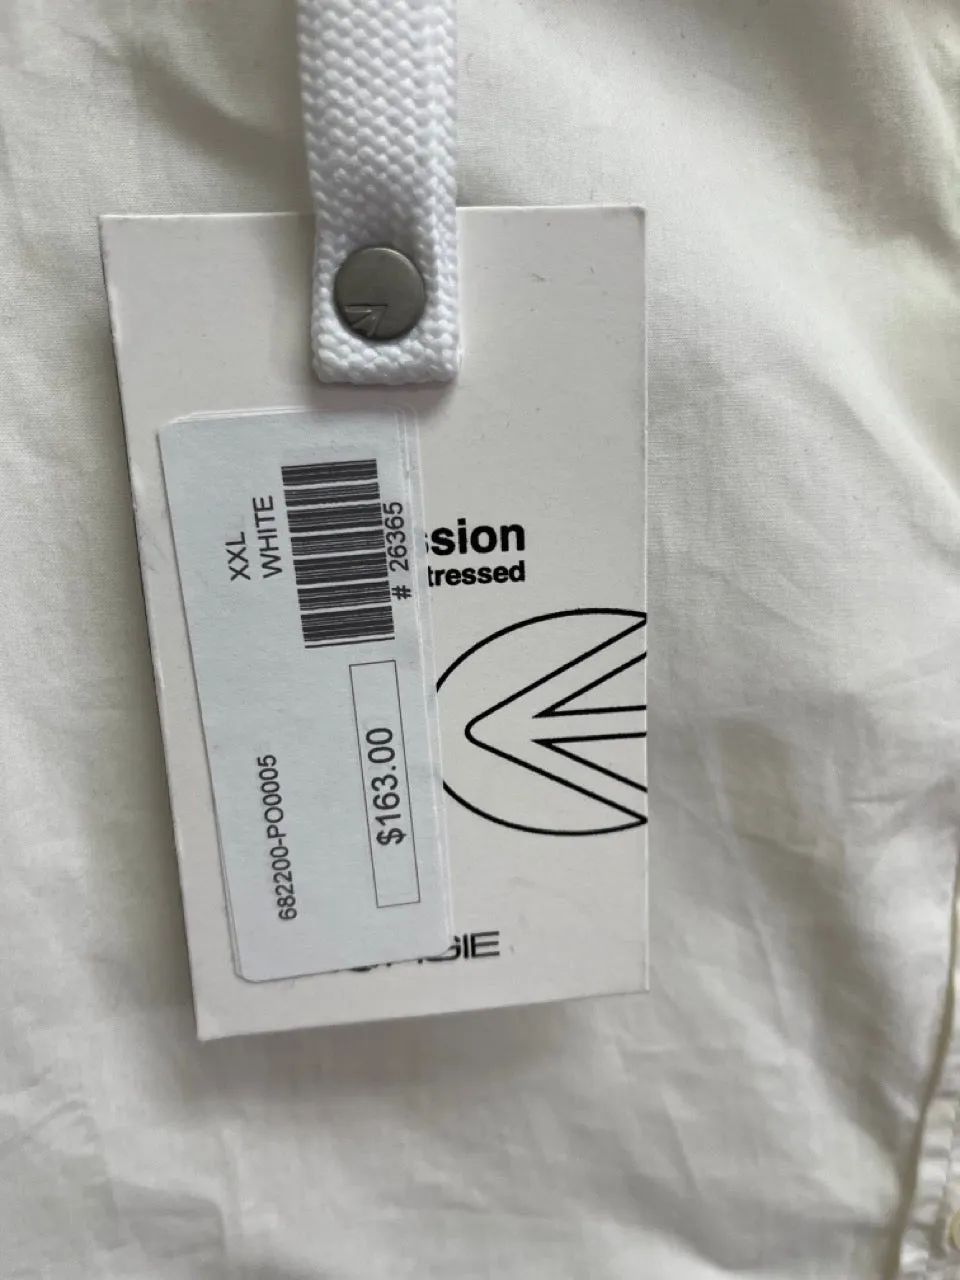 XXL
WHITE
# 26365
682200-PO0005
$163.00
ssion
tressed